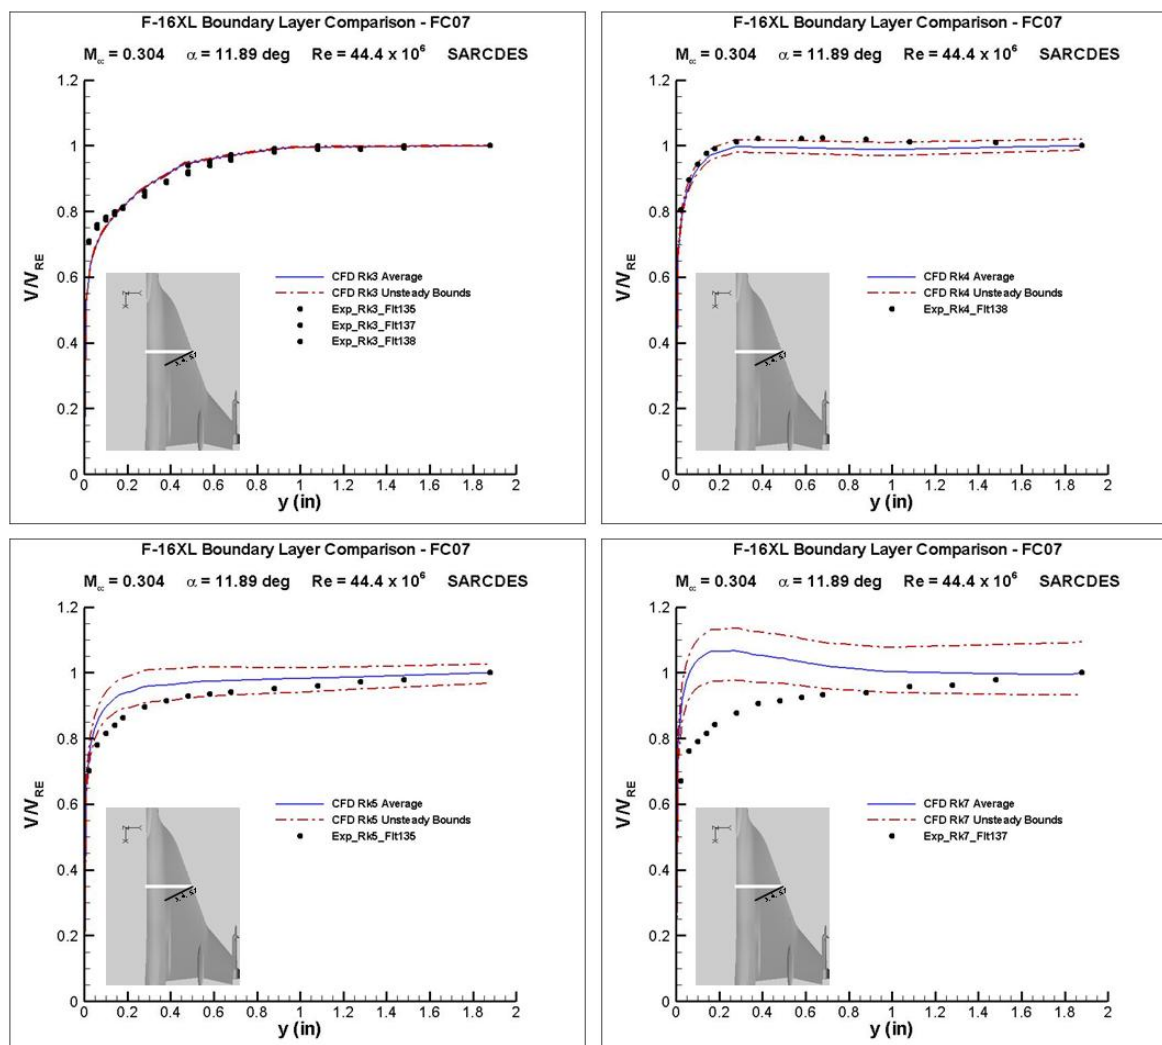 F-16XL Boundary Layer Comparison - FC07
M∞ = 0.304 α = 11.89 deg Re = 44.4 x 10⁶ SARCDES
1.2
1
0.8
0.6
0.4
0.2
0
V/V_RE
CFD Rk3 Average
CFD Rk3 Unsteady Bounds
Exp_Rk3_Flt135
Exp_Rk3_Flt137
Exp_Rk3_Flt138
0 0.2 0.4 0.6 0.8 1 1.2 1.4 1.6 1.8 2
y (in)
F-16XL Boundary Layer Comparison - FC07
M∞ = 0.304 α = 11.89 deg Re = 44.4 x 10⁶ SARCDES
1.2
1
0.8
0.6
0.4
0.2
0
V/V_RE
CFD Rk4 Average
CFD Rk4 Unsteady Bounds
Exp_Rk4_Flt138
0 0.2 0.4 0.6 0.8 1 1.2 1.4 1.6 1.8 2
y (in)
F-16XL Boundary Layer Comparison - FC07
M∞ = 0.304 α = 11.89 deg Re = 44.4 x 10⁶ SARCDES
1.2
1
0.8
0.6
0.4
0.2
0
V/V_RE
CFD Rk5 Average
CFD Rk5 Unsteady Bounds
Exp_Rk5_Flt135
0 0.2 0.4 0.6 0.8 1 1.2 1.4 1.6 1.8 2
y (in)
F-16XL Boundary Layer Comparison - FC07
M∞ = 0.304 α = 11.89 deg Re = 44.4 x 10⁶ SARCDES
1.2
1
0.8
0.6
0.4
0.2
0
V/V_RE
CFD Rk7 Average
CFD Rk7 Unsteady Bounds
Exp_Rk7_Flt137
0 0.2 0.4 0.6 0.8 1 1.2 1.4 1.6 1.8 2
y (in)